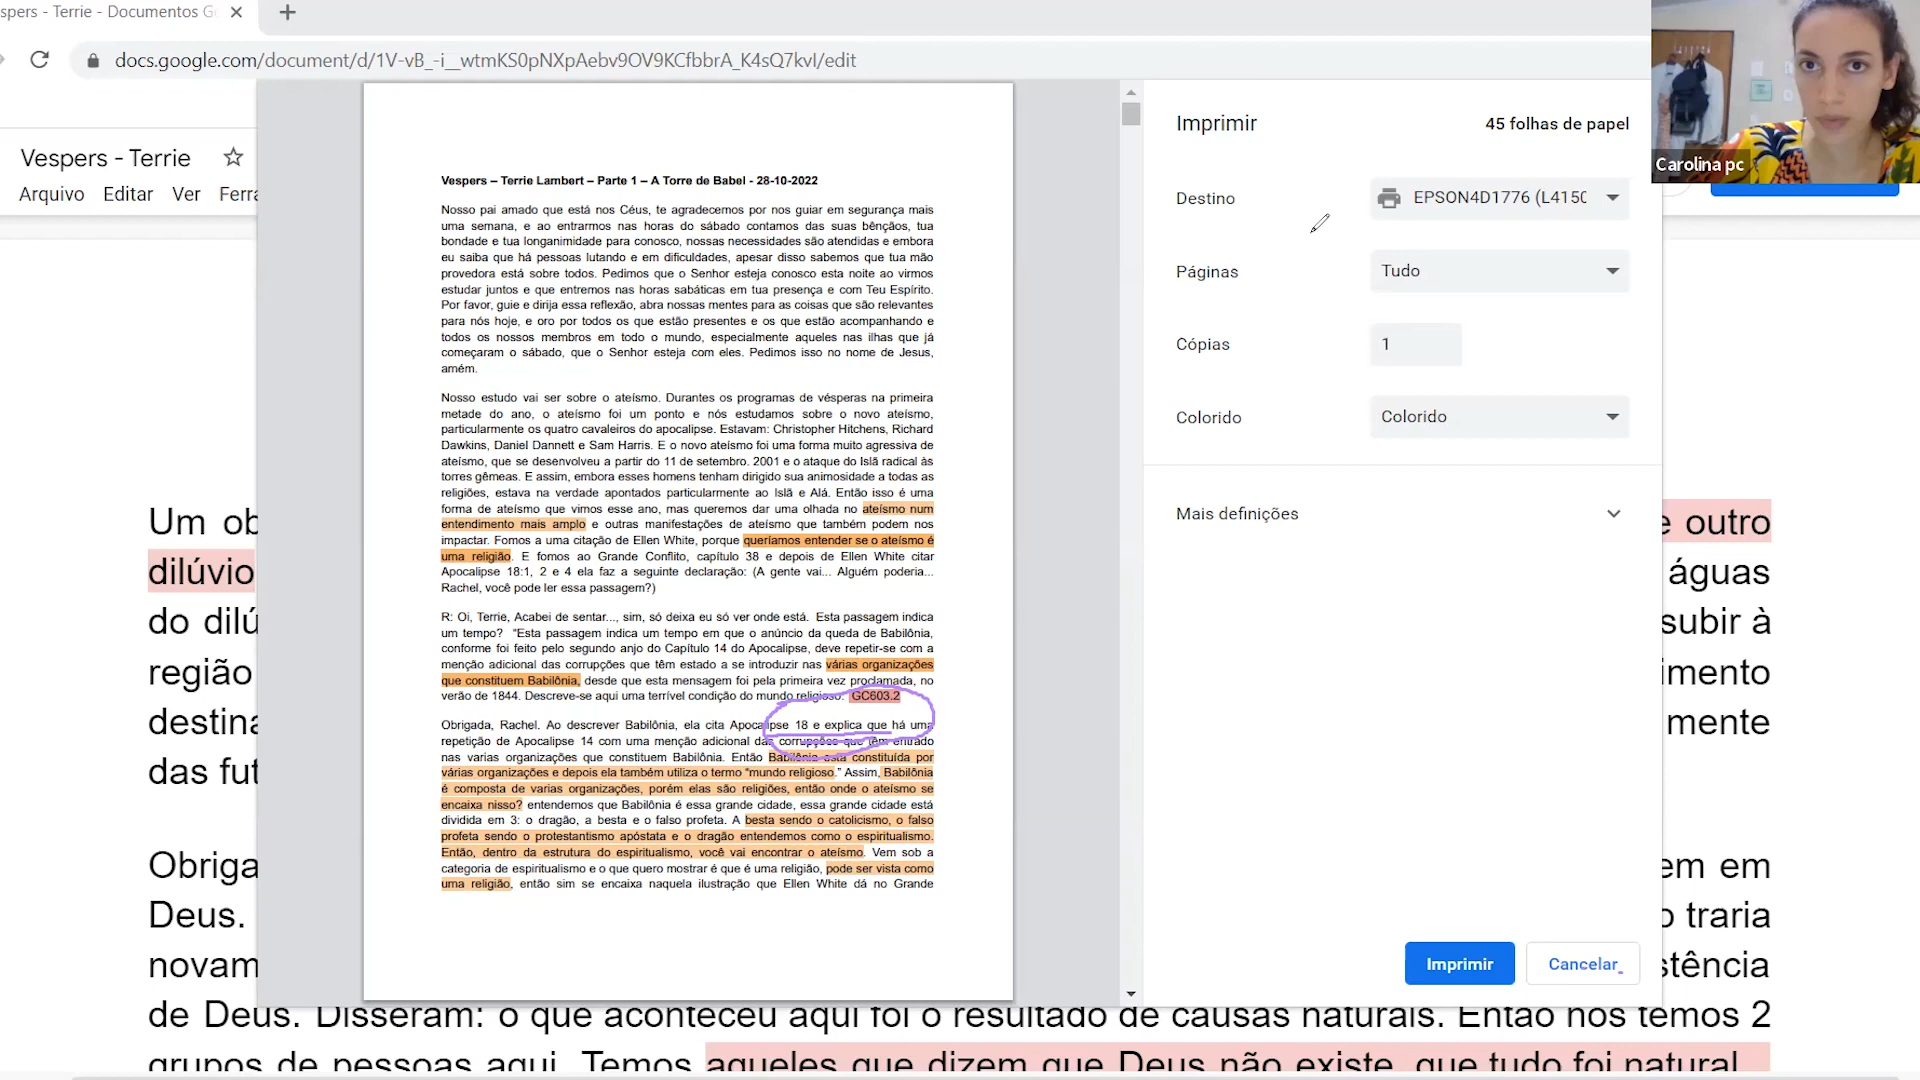 spers - Terrie - Documentos G
docs.google.com/document/d/1V-vB_-i__wtmKS0pNXpAebv9OV9KCfbbrA_K4sQ7kvI/edit
Carolina pc
Vespers - Terrie
Arquivo Editar Ver Ferra
Imprimir 45 folhas de papel
Destino EPSON4D1776 (L4150
Páginas Tudo
Cópias 1
Colorido Colorido
Mais definições
Imprimir Cancelar
Vespers – Terrie Lambert – Parte 1 – A Torre de Babel - 28-10-2022
Nosso pai amado que está nos Céus, te agradecemos por nos guiar em segurança mais
uma semana, e ao entrarmos nas horas do sábado contamos das suas bênçãos, tua
bondade e tua longanimidade para conosco, nossas necessidades são atendidas e embora
eu saiba que há pessoas lutando e em dificuldades, apesar disso sabemos que tua mão
provedora está sobre todos. Pedimos que o Senhor esteja conosco esta noite ao virmos
estudar juntos e que entremos nas horas sabáticas em tua presença e com Teu Espírito.
Por favor, guie e dirija essa reflexão, abra nossas mentes para as coisas que são relevantes
para nós hoje, e oro por todos os que estão presentes e os que estão acompanhando e
todos os nossos membros em todo o mundo, especialmente aqueles nas ilhas que já
começaram o sábado, que o Senhor esteja com eles. Pedimos isso no nome de Jesus,
amém.
Nosso estudo vai ser sobre o ateísmo. Durantes os programas de vésperas na primeira
metade do ano, o ateísmo foi um ponto e nós estudamos sobre o novo ateísmo,
particularmente os quatro cavaleiros do apocalipse. Estavam: Christopher Hitchens, Richard
Dawkins, Daniel Dannett e Sam Harris. E o novo ateísmo foi uma forma muito agressiva de
ateísmo, que se desenvolveu a partir do 11 de setembro. 2001 e o ataque do Islã radical às
torres gêmeas. E assim, embora esses homens tenham dirigido sua animosidade a todas as
religiões, estava na verdade apontados particularmente ao Islã e Alá. Então isso é uma
forma de ateísmo que vimos esse ano, mas queremos dar uma olhada no ateísmo num
entendimento mais amplo e outras manifestações de ateísmo que também podem nos
impactar. Fomos a uma citação de Ellen White, porque queríamos entender se o ateísmo é
uma religião. E fomos ao Grande Conflito, capítulo 38 e depois de Ellen White citar
Apocalipse 18:1, 2 e 4 ela faz a seguinte declaração: (A gente vai... Alguém poderia...
Rachel, você pode ler essa passagem?)
R: Oi, Terrie, Acabei de sentar..., sim, só deixa eu só ver onde está. Esta passagem indica
um tempo? "Esta passagem indica um tempo em que o anúncio da queda de Babilônia,
conforme foi feito pelo segundo anjo do Capítulo 14 do Apocalipse, deve repetir-se com a
menção adicional das corrupções que têm estado a se introduzir nas várias organizações
que constituem Babilônia, desde que esta mensagem foi pela primeira vez proclamada, no
verão de 1844. Descreve-se aqui uma terrível condição do mundo religioso. GC603.2
Obrigada, Rachel. Ao descrever Babilônia, ela cita Apocalipse 18 e explica que há uma
repetição de Apocalipse 14 com uma menção adicional das corrupções que têm entrado
nas varias organizações que constituem Babilônia. Então Babilônia está constituída por
várias organizações e depois ela também utiliza o termo “mundo religioso.” Assim, Babilônia
é composta de varias organizações, porém elas são religiões, então onde o ateísmo se
encaixa nisso? entendemos que Babilônia é essa grande cidade, essa grande cidade está
dividida em 3: o dragão, a besta e o falso profeta. A besta sendo o catolicismo, o falso
profeta sendo o protestantismo apóstata e o dragão entendemos como o espiritualismo.
Então, dentro da estrutura do espiritualismo, você vai encontrar o ateísmo. Vem sob a
categoria de espiritualismo e o que quero mostrar é que é uma religião, pode ser vista como
uma religião, então sim se encaixa naquela ilustração que Ellen White dá no Grande
Um ob e outro
dilúvio águas
do dilú subir à
região imento
destina mente
das fut
Obriga em em
Deus. o traria
novam stência
de Deus. Disseram: o que aconteceu aqui foi o resultado de causas naturais. Então nós temos 2
grupos de pessoas aqui. Temos aqueles que dizem que Deus não existe, que tudo foi natural